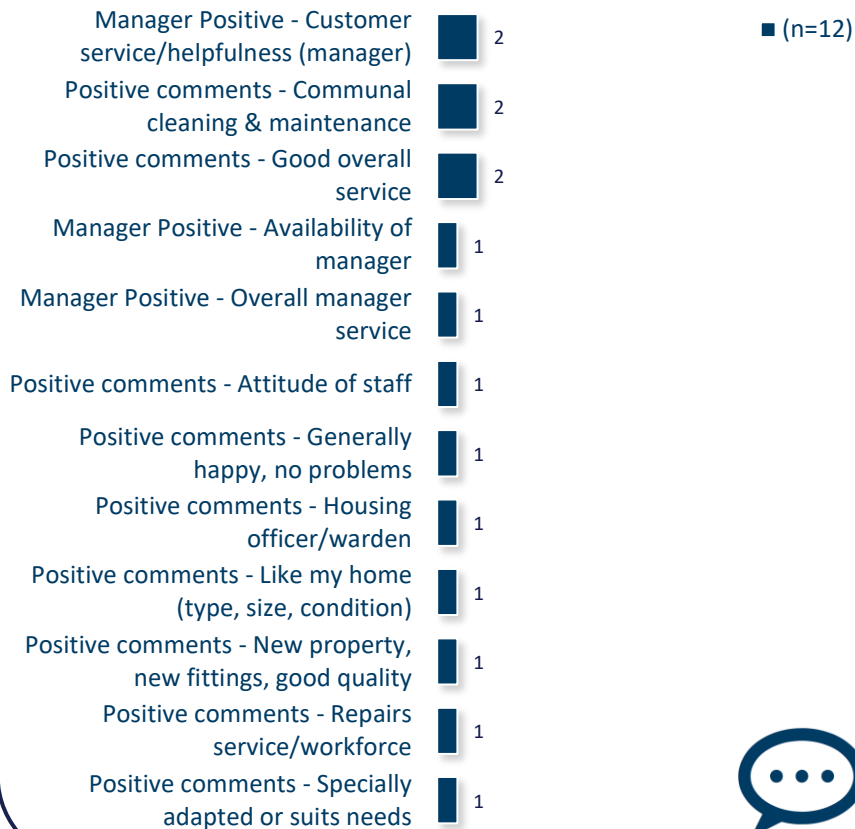 Manager Positive - Customer
service/helpfulness (manager)
2
(n=12)
Positive comments - Communal
cleaning & maintenance
2
Positive comments - Good overall
service
2
Manager Positive - Availability of
manager
1
Manager Positive - Overall manager
service
1
Positive comments - Attitude of staff
1
Positive comments - Generally
happy, no problems
1
Positive comments - Housing
officer/warden
1
Positive comments - Like my home
(type, size, condition)
1
Positive comments - New property,
new fittings, good quality
1
Positive comments - Repairs
service/workforce
1
Positive comments - Specially
adapted or suits needs
1